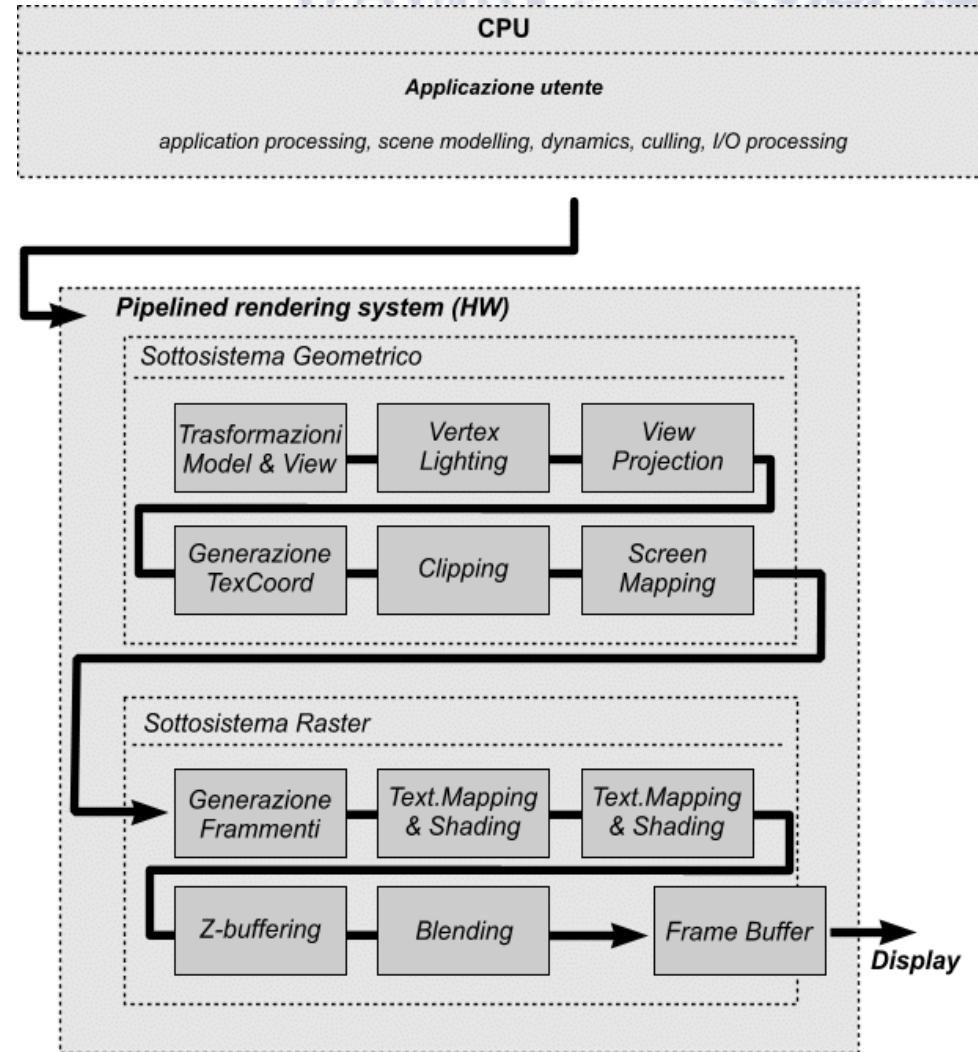 CPU
Applicazione utente
application processing, scene modelling, dynamics, culling, I/O processing
Pipelined rendering system (HW)
Sottosistema Geometrico
Trasformazioni
Model & View
Vertex
Lighting
View
Projection
Generazione
TexCoord
Clipping
Screen
Mapping
Sottosistema Raster
Generazione
Frammenti
Text.Mapping
& Shading
Text.Mapping
& Shading
Z-buffering
Blending
Frame Buffer
Display